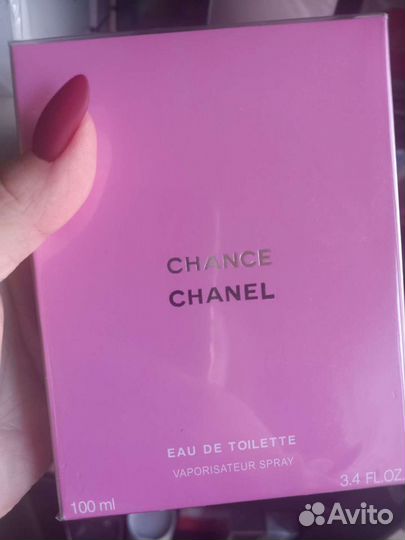 CHANCE
CHANEL
EAU DE TOILETTE
VAPORISATEUR SPRAY
100 ml
3.4 FL.OZ.
Avito